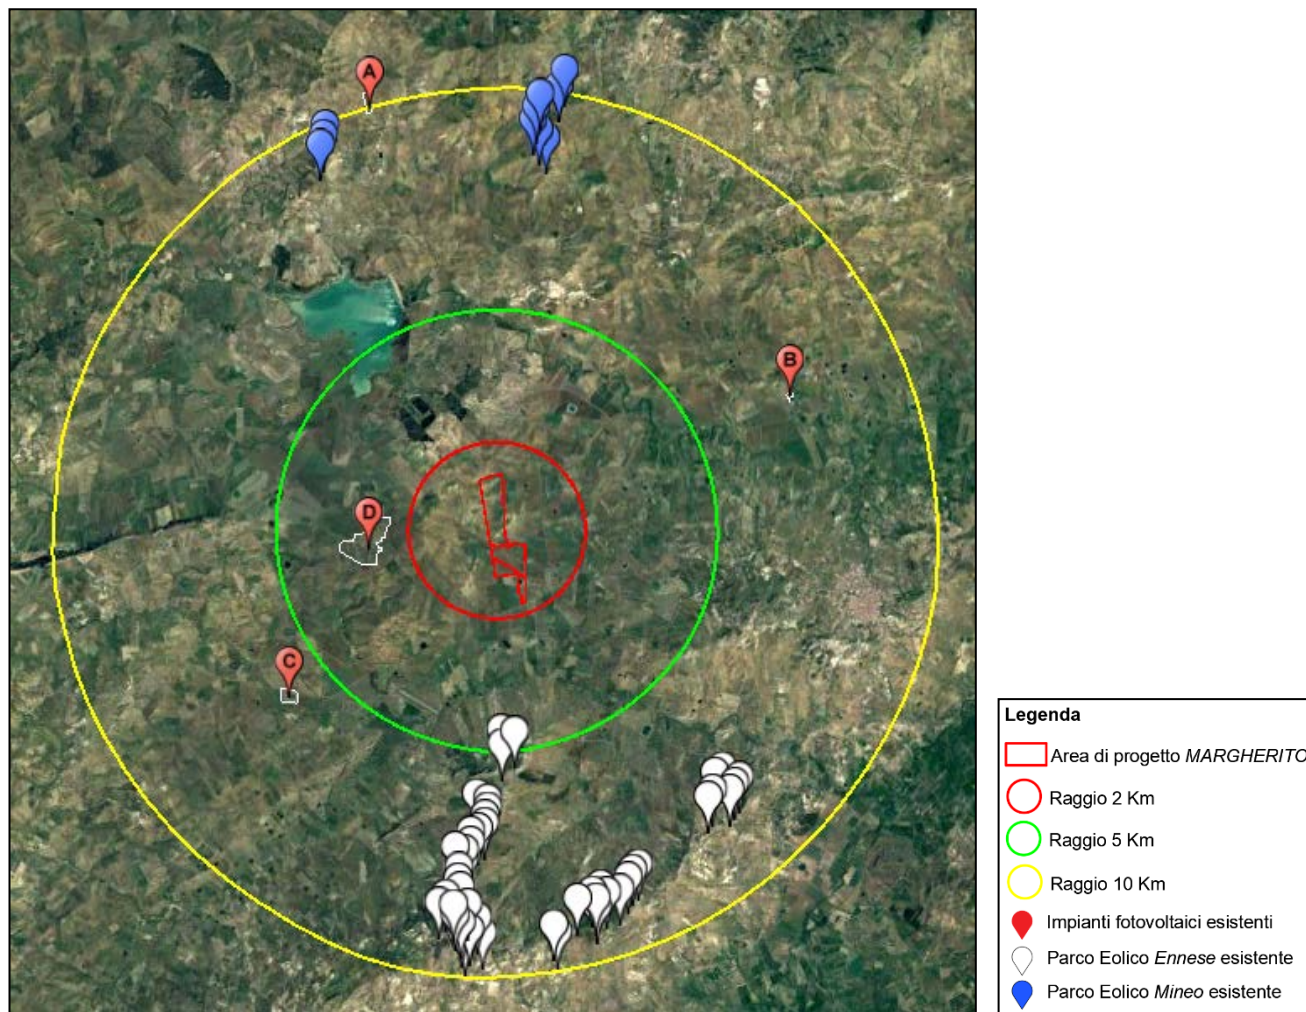 A
B
D
C
Legenda
Area di progetto MARGHERITO
Raggio 2 Km
Raggio 5 Km
Raggio 10 Km
Impianti fotovoltaici esistenti
Parco Eolico Ennese esistente
Parco Eolico Mineo esistente